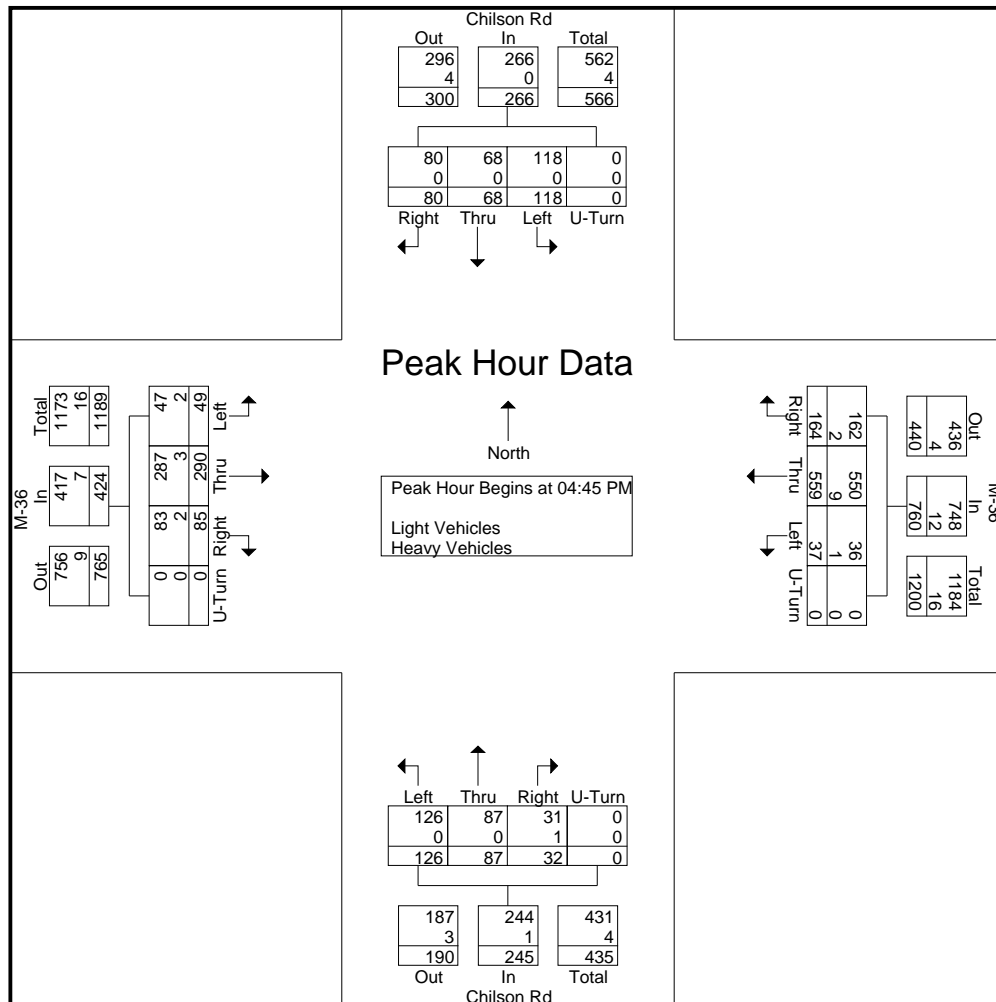 Chilson Rd
Out In Total
296 266 562
4 0 4
300 266 566
80 68 118 0
0 0 0 0
80 68 118 0
Right Thru Left U-Turn
Peak Hour Data
North
Peak Hour Begins at 04:45 PM
Light Vehicles
Heavy Vehicles
M-36
Total In Out
1173 417 756
16 7 9
1189 424 765
47 287 83 0
2 3 2 0
49 290 85 0
Left Thru Right U-Turn
M-36
Out In Total
436 748 1184
4 12 16
440 760 1200
162 550 36 0
2 9 1 0
164 559 37 0
Right Thru Left U-Turn
Left Thru Right U-Turn
126 87 31 0
0 0 1 0
126 87 32 0
187 244 431
3 1 4
190 245 435
Out In Total
Chilson Rd